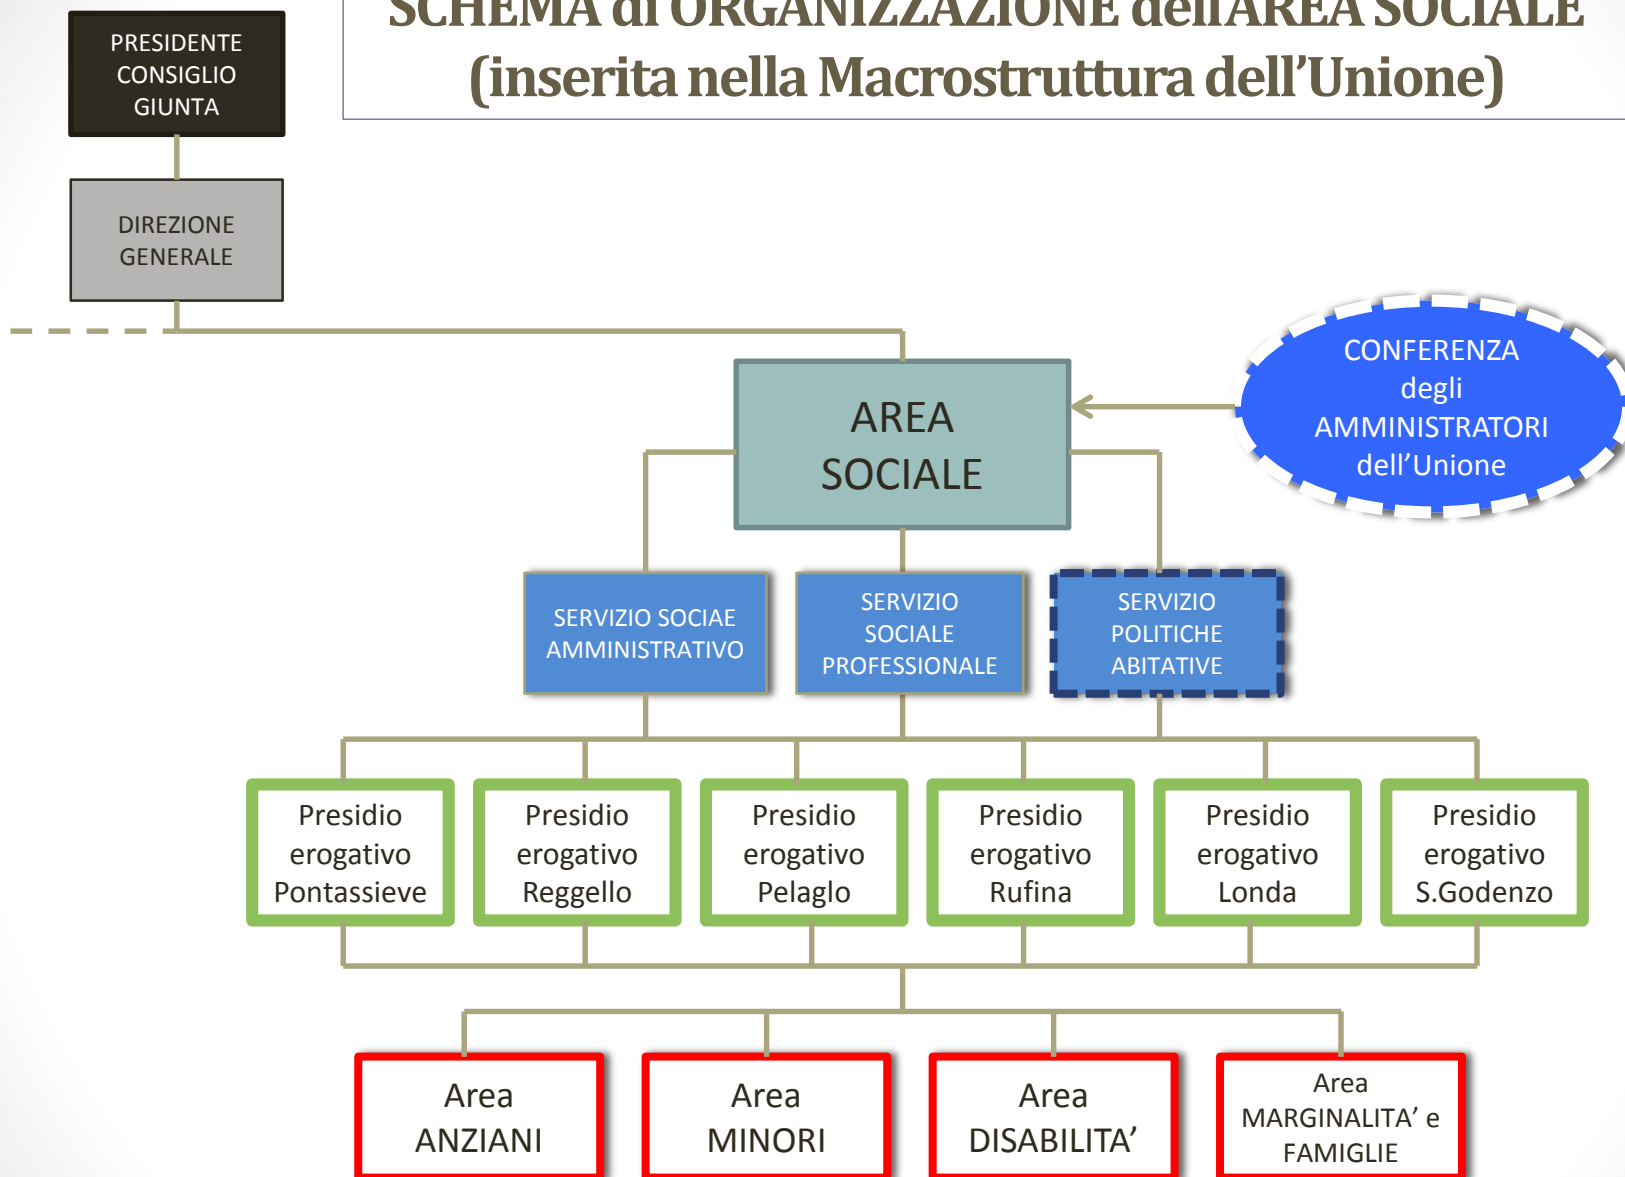 SCHEMA di ORGANIZZAZIONE dell'AREA SOCIALE
(inserita nella Macrostruttura dell'Unione)
PRESIDENTE
CONSIGLIO
GIUNTA
DIREZIONE
GENERALE
CONFERENZA
degli
AMMINISTRATORI
dell'Unione
AREA
SOCIALE
SERVIZIO SOCIAE
AMMINISTRATIVO
SERVIZIO
SOCIALE
PROFESSIONALE
SERVIZIO
POLITICHE
ABITATIVE
Presidio
erogativo
Pontassieve
Presidio
erogativo
Reggello
Presidio
erogativo
Pelaglo
Presidio
erogativo
Rufina
Presidio
erogativo
Londa
Presidio
erogativo
S.Godenzo
Area
ANZIANI
Area
MINORI
Area
DISABILITA'
Area
MARGINALITA' e
FAMIGLIE